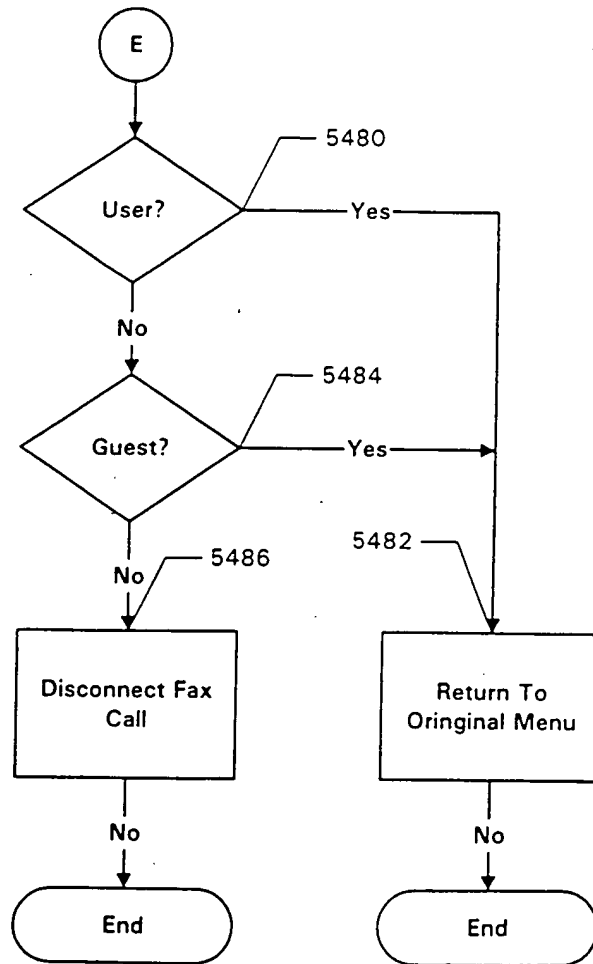 E
5480
User?
Yes
No
5484
Guest?
Yes
No
5486
5482
Disconnect Fax
Call
Return To
Oringinal Menu
No
No
End
End